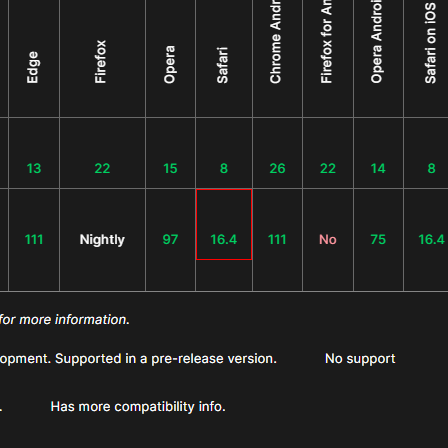 Edge Firefox Opera Safari Chrome Andr Firefox for An Opera Androi Safari on iOS
13 22 15 8 26 22 14 8
111 Nightly 97 16.4 111 No 75 16.4
for more information.
opment. Supported in a pre-release version. No support
. Has more compatibility info.